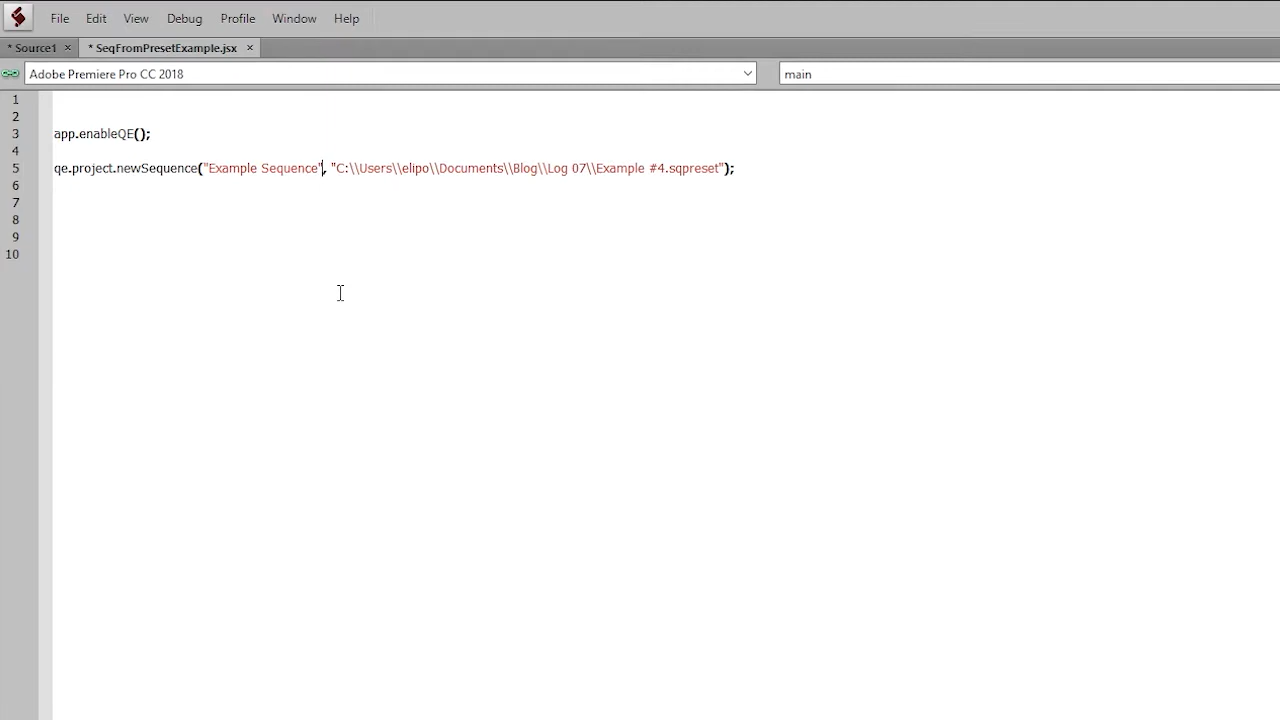 File Edit View Debug Profile Window Help
* Source1 × * SeqFromPresetExample.jsx ×
Adobe Premiere Pro CC 2018 main
1
2
3 app.enableQE();
4
5 qe.project.newSequence("Example Sequence", "C:\\Users\\elipo\\Documents\\Blog\\Log 07\\Example #4.sqpreset");
6
7
8
9
10